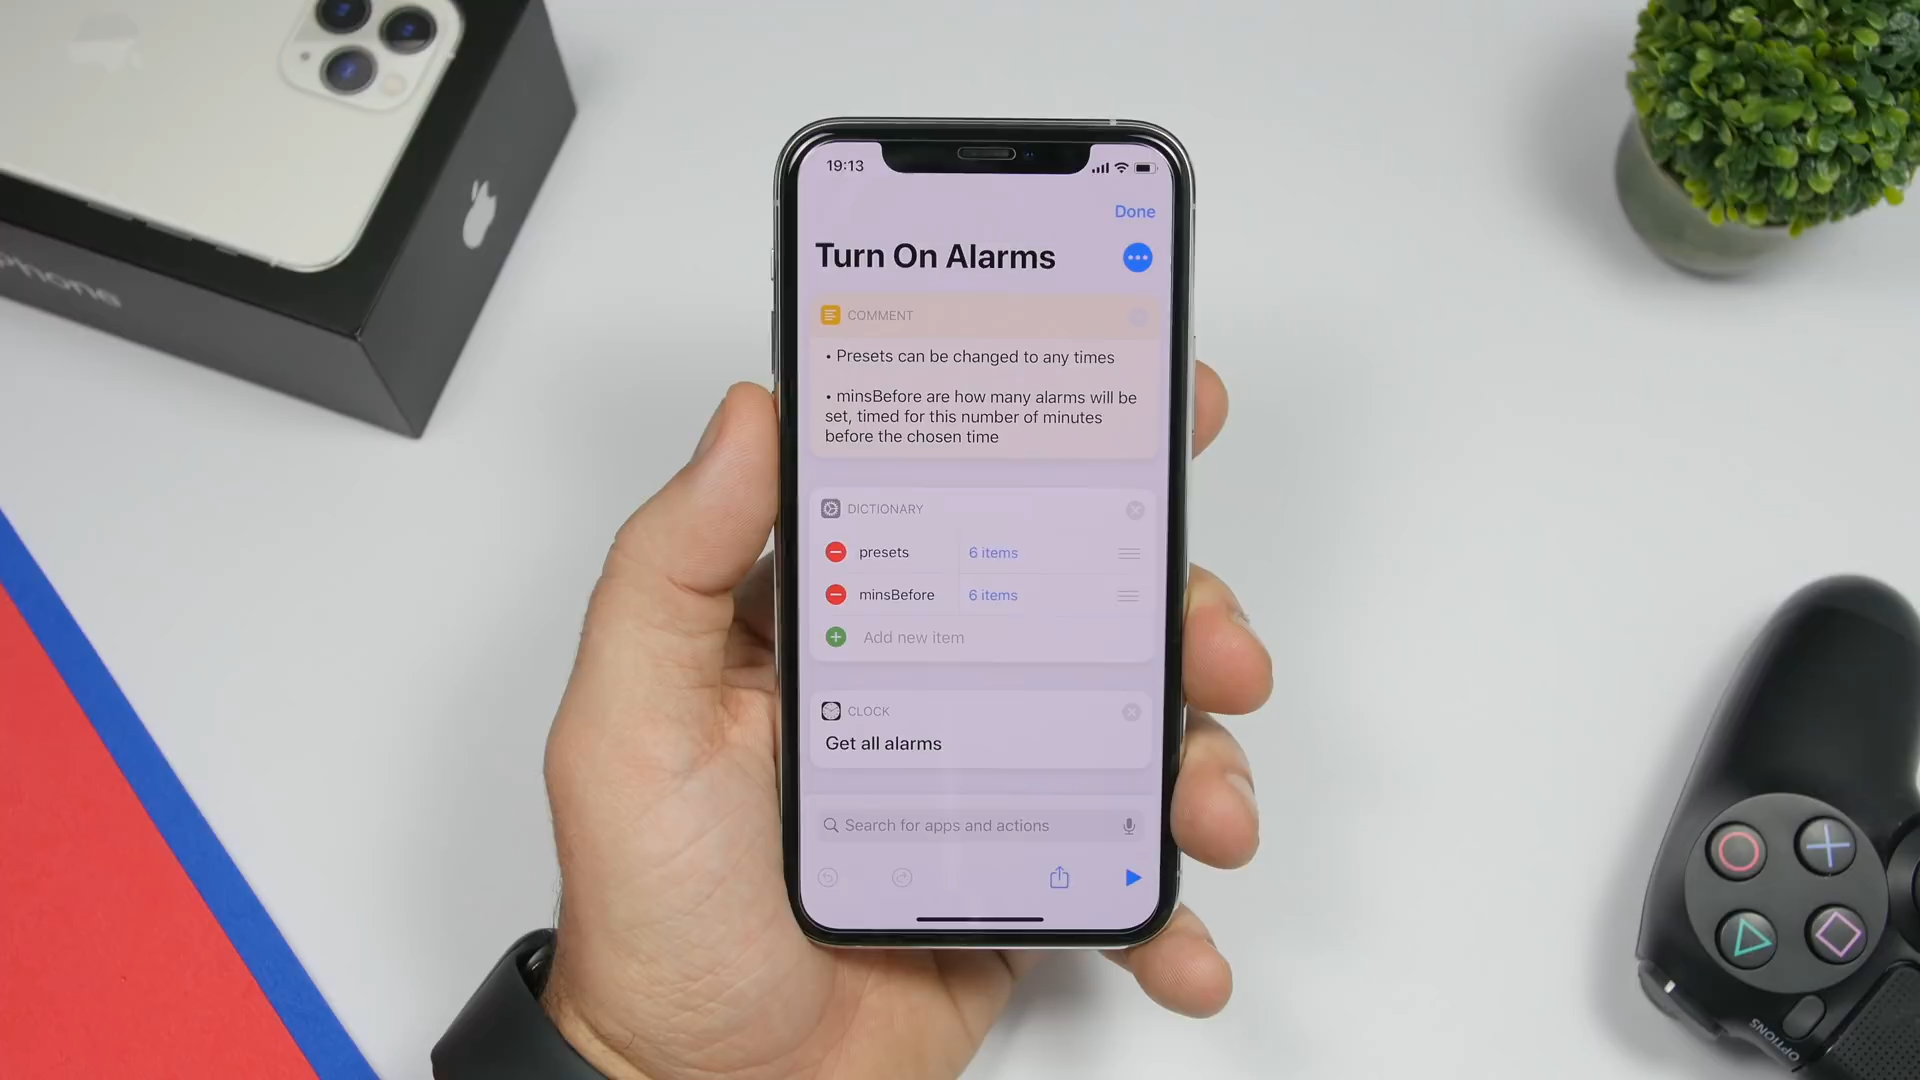 iPhone
19:13
Done
Turn On Alarms
COMMENT
• Presets can be changed to any times
• minsBefore are how many alarms will be
set, timed for this number of minutes
before the chosen time
DICTIONARY
presets 6 items
minsBefore 6 items
Add new item
CLOCK
Get all alarms
Search for apps and actions
OPTIONS